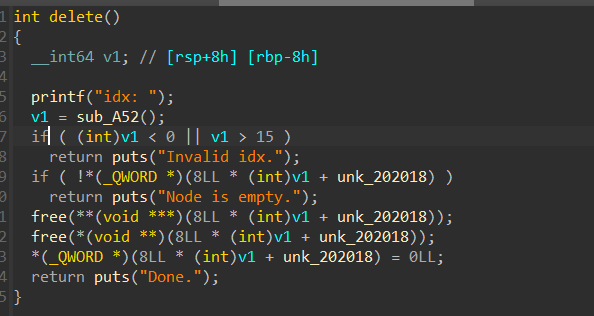 1 int delete()
2 {
3 __int64 v1; // [rsp+8h] [rbp-8h]
4
5 printf("idx: ");
6 v1 = sub_A52();
7 if ( (int)v1 < 0 || v1 > 15 )
8 return puts("Invalid idx.");
9 if ( !*(_QWORD *)(8LL * (int)v1 + unk_202018) )
0 return puts("Node is empty.");
1 free(**(void ***)(8LL * (int)v1 + unk_202018));
2 free(*(void **)(8LL * (int)v1 + unk_202018));
3 *(_QWORD *)(8LL * (int)v1 + unk_202018) = 0LL;
4 return puts("Done.");
5 }